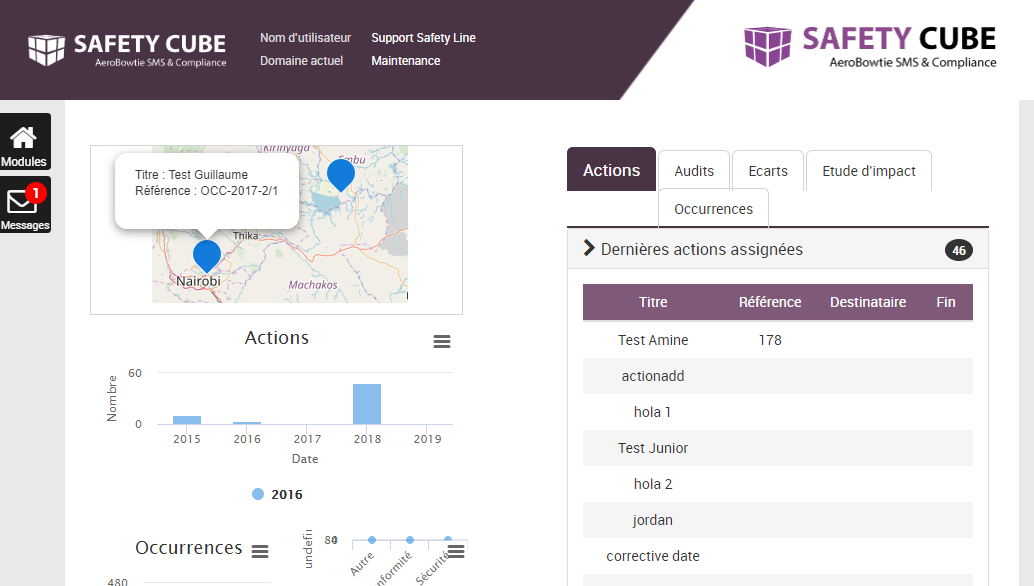 SAFETY CUBE
AeroBowtie SMS & Compliance
Nom d'utilisateur Support Safety Line
Domaine actuel Maintenance
SAFETY CUBE
AeroBowtie SMS & Compliance
Modules
1
Messages
Kirinyaga
Embu
Titre : Test Guillaume
Référence : OCC-2017-2/1
Thika
Nairobi
Machakos
Actions
Nombre
60
0
2015 2016 2017 2018 2019
Date
2016
Occurrences
480
undefi
Autre
nformité
Sécurité
Actions Audits Ecarts Etude d'impact
Occurrences
Dernières actions assignées 46
Titre Référence Destinataire Fin
Test Amine 178
actionadd
hola 1
Test Junior
hola 2
jordan
corrective date